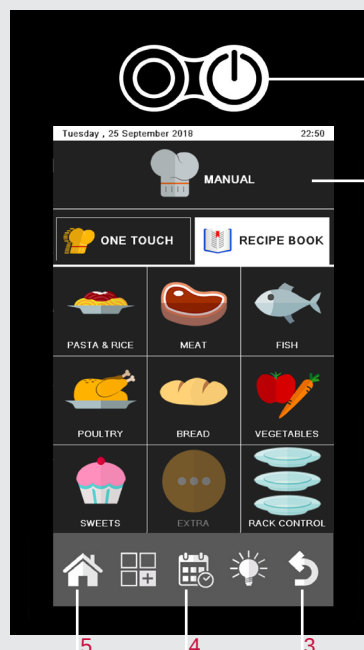 Tuesday , 25 September 2018 22:50
MANUAL
ONE TOUCH RECIPE BOOK
PASTA & RICE MEAT FISH
POULTRY BREAD VEGETABLES
SWEETS EXTRA RACK CONTROL
5 4 3